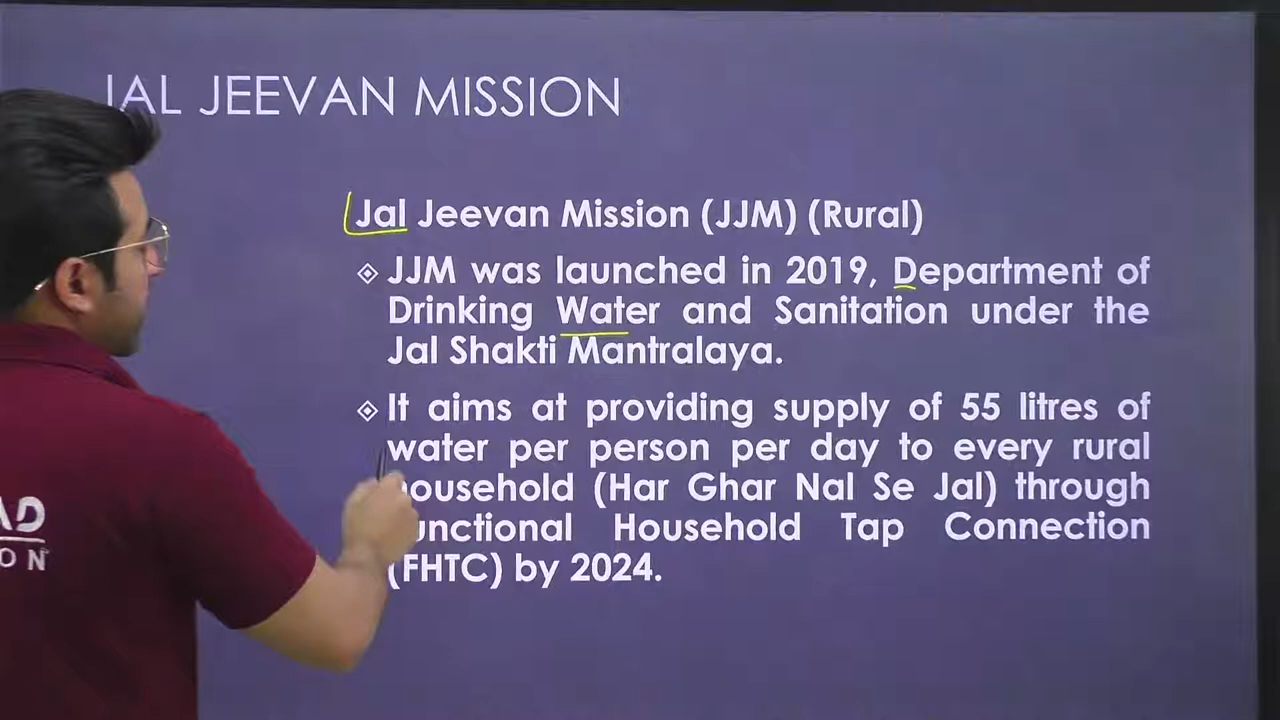 JAL JEEVAN MISSION
Jal Jeevan Mission (JJM) (Rural)
JJM was launched in 2019, Department of
Drinking Water and Sanitation under the
Jal Shakti Mantralaya.
It aims at providing supply of 55 litres of
water per person per day to every rural
household (Har Ghar Nal Se Jal) through
Functional Household Tap Connection
(FHTC) by 2024.